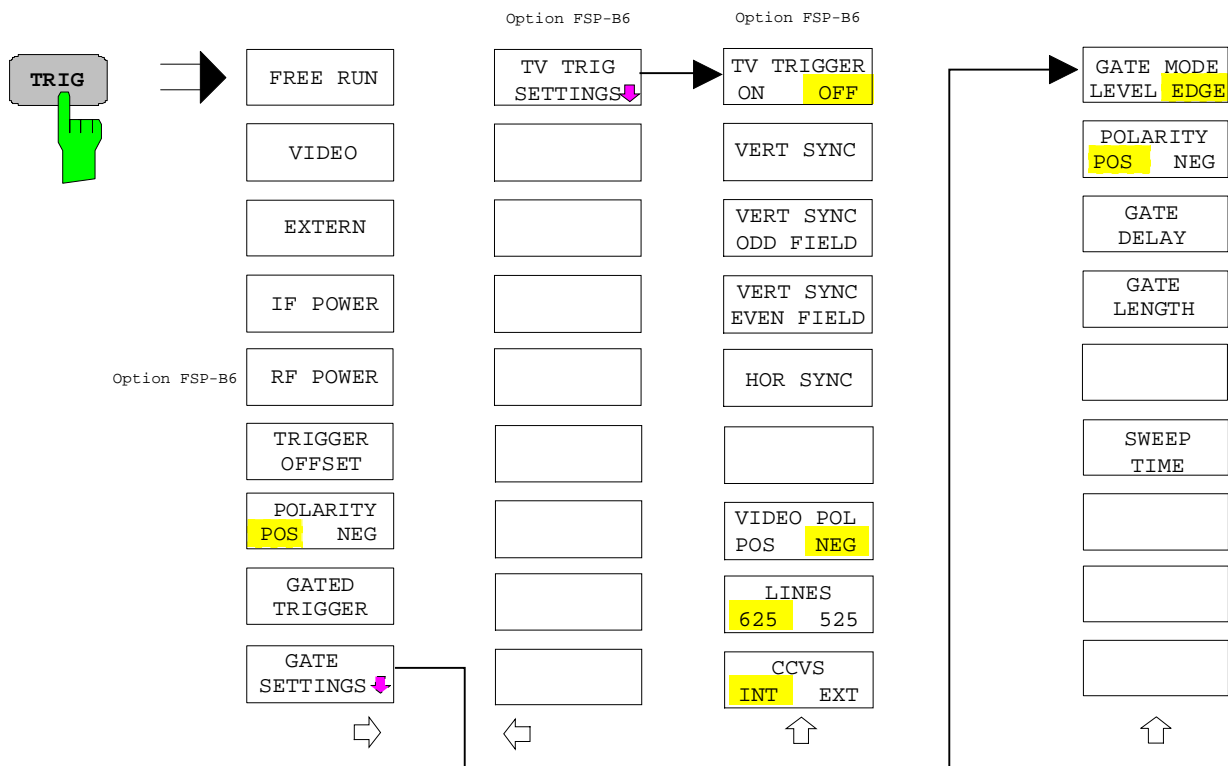 Option FSP-B6
Option FSP-B6
TRIG
FREE RUN
VIDEO
EXTERN
IF POWER
Option FSP-B6
RF POWER
TRIGGER
OFFSET
POLARITY
POS NEG
GATED
TRIGGER
GATE
SETTINGS
TV TRIG
SETTINGS
TV TRIGGER
ON OFF
VERT SYNC
VERT SYNC
ODD FIELD
VERT SYNC
EVEN FIELD
HOR SYNC
VIDEO POL
POS NEG
LINES
625 525
CCVS
INT EXT
GATE MODE
LEVEL EDGE
POLARITY
POS NEG
GATE
DELAY
GATE
LENGTH
SWEEP
TIME